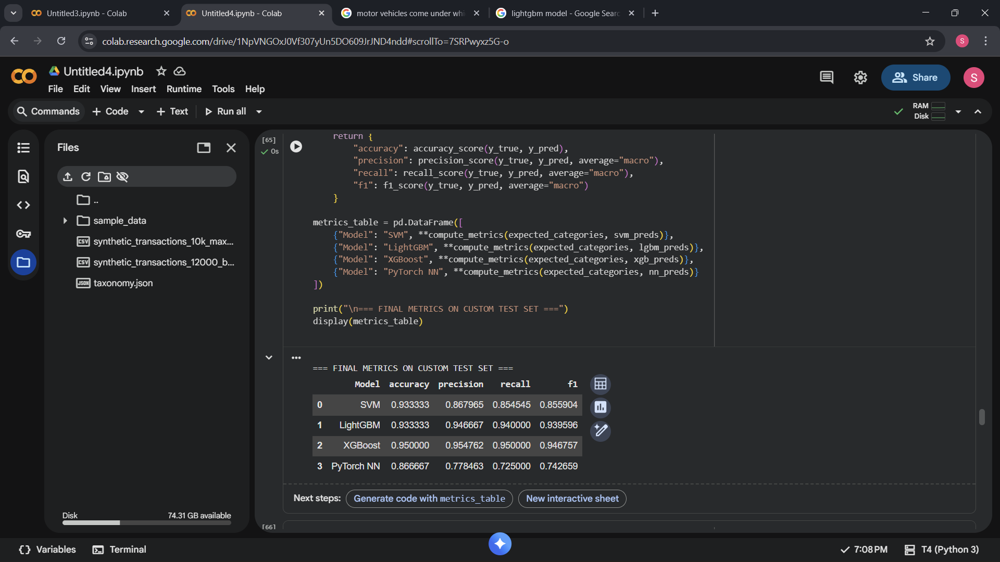 Untitled3.ipynb - Colab
Untitled4.ipynb - Colab
motor vehicles come under whi
lightgbm model - Google Searc
colab.research.google.com/drive/1NpVNGOxJ0Vf307yUn5DO609JrJND4ndd#scrollTo=7SRPwyxz5G-o
S
CO
Untitled4.ipynb
File Edit View Insert Runtime Tools Help
Share
S
Commands + Code + Text Run all
RAM
Disk
Files
..
sample_data
CSV synthetic_transactions_10k_max...
CSV synthetic_transactions_12000_b...
JSON taxonomy.json
Disk 74.31 GB available
[65]
0s
return {
"accuracy": accuracy_score(y_true, y_pred),
"precision": precision_score(y_true, y_pred, average="macro"),
"recall": recall_score(y_true, y_pred, average="macro"),
"f1": f1_score(y_true, y_pred, average="macro")
}
metrics_table = pd.DataFrame([
{"Model": "SVM", **compute_metrics(expected_categories, svm_preds)},
{"Model": "LightGBM", **compute_metrics(expected_categories, lgbm_preds)},
{"Model": "XGBoost", **compute_metrics(expected_categories, xgb_preds)},
{"Model": "PyTorch NN", **compute_metrics(expected_categories, nn_preds)}
])
print("\n=== FINAL METRICS ON CUSTOM TEST SET ===")
display(metrics_table)
=== FINAL METRICS ON CUSTOM TEST SET ===
Model accuracy precision recall f1
0 SVM 0.933333 0.867965 0.854545 0.855904
1 LightGBM 0.933333 0.946667 0.940000 0.939596
2 XGBoost 0.950000 0.954762 0.950000 0.946757
3 PyTorch NN 0.866667 0.778463 0.725000 0.742659
Next steps: Generate code with metrics_table New interactive sheet
[66]
Variables Terminal
7:08 PM T4 (Python 3)